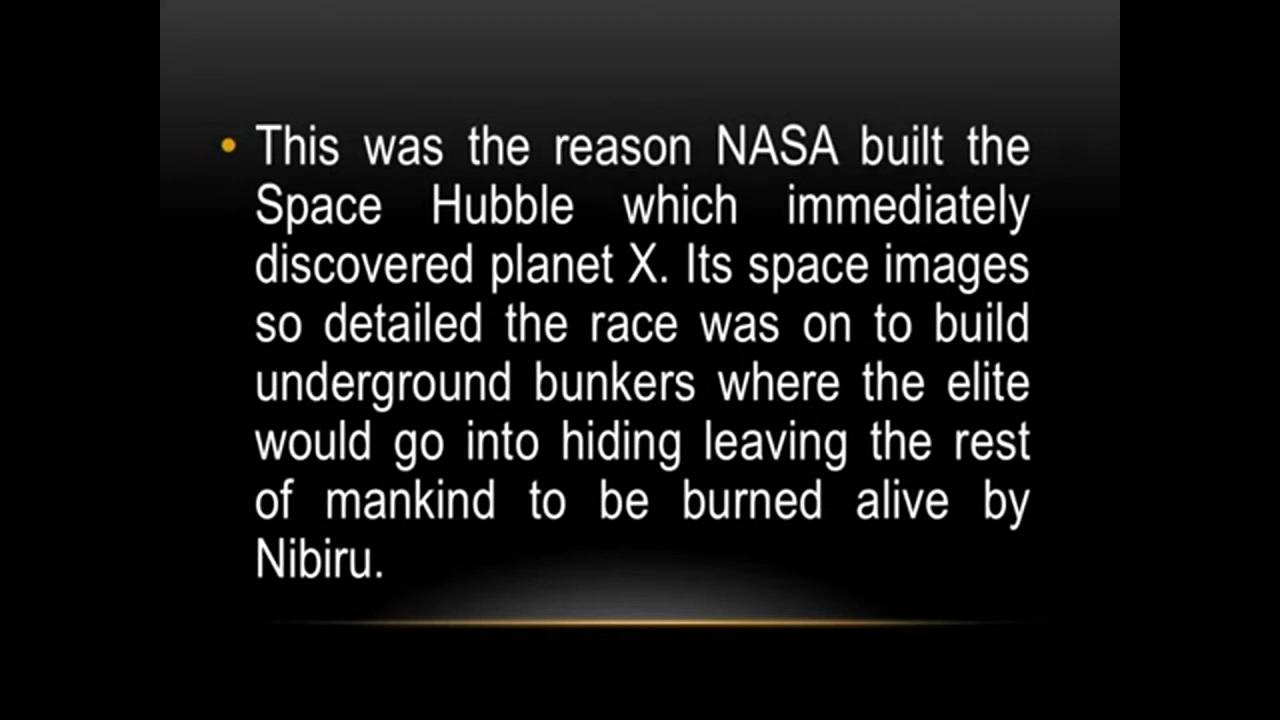 • This was the reason NASA built the
Space Hubble which immediately
discovered planet X. Its space images
so detailed the race was on to build
underground bunkers where the elite
would go into hiding leaving the rest
of mankind to be burned alive by
Nibiru.